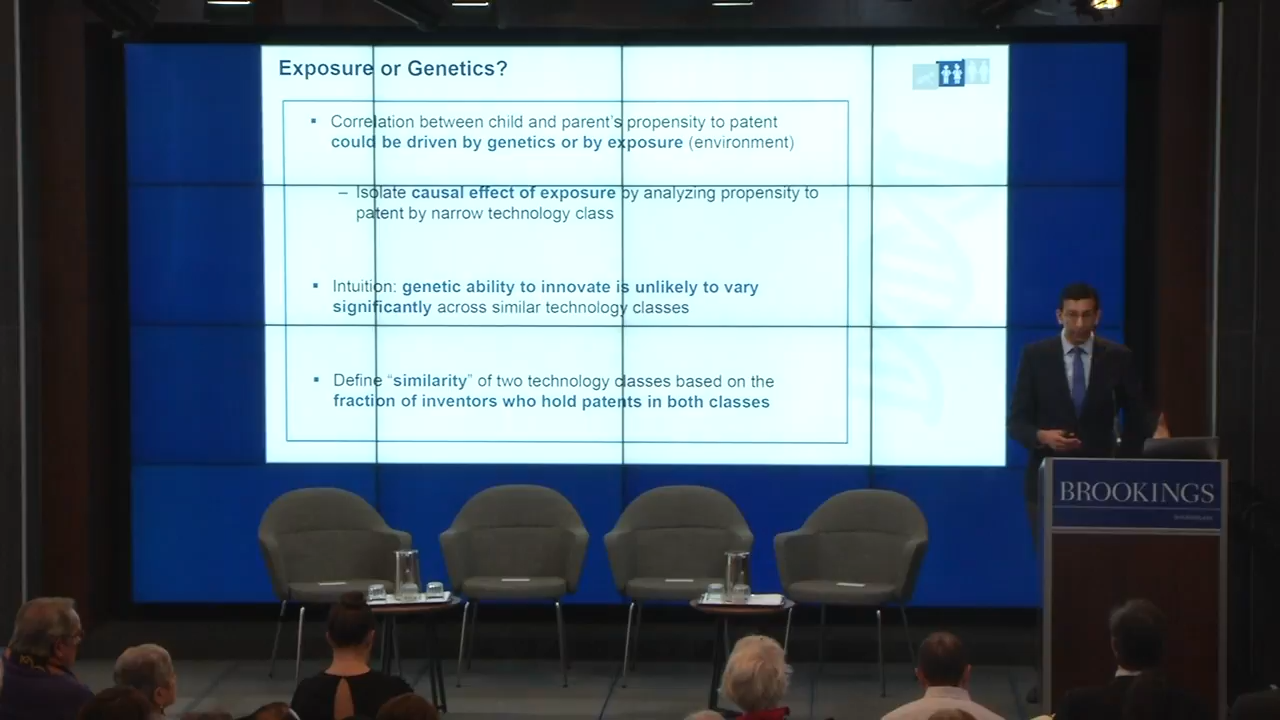 Exposure or Genetics?
▪ Correlation between child and parent's propensity to patent
could be driven by genetics or by exposure (environment)
– Isolate causal effect of exposure by analyzing propensity to
patent by narrow technology class
▪ Intuition: genetic ability to innovate is unlikely to vary
significantly across similar technology classes
▪ Define “similarity” of two technology classes based on the
fraction of inventors who hold patents in both classes
BROOKINGS